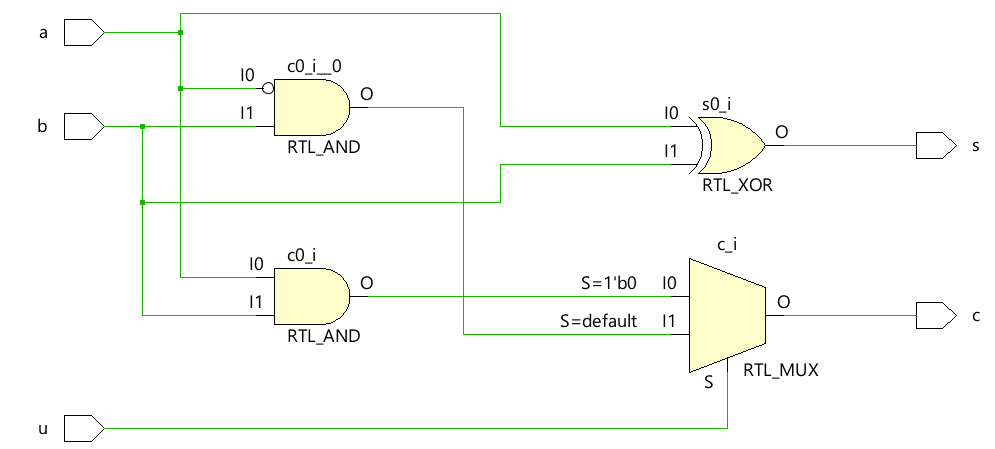 a
c0_i__0
I0
O
I1
b
RTL_AND
s0_i
I0
O
I1
s
RTL_XOR
c0_i
I0
O
I1
RTL_AND
c_i
S=1'b0
I0
O
S=default
I1
c
RTL_MUX
S
u